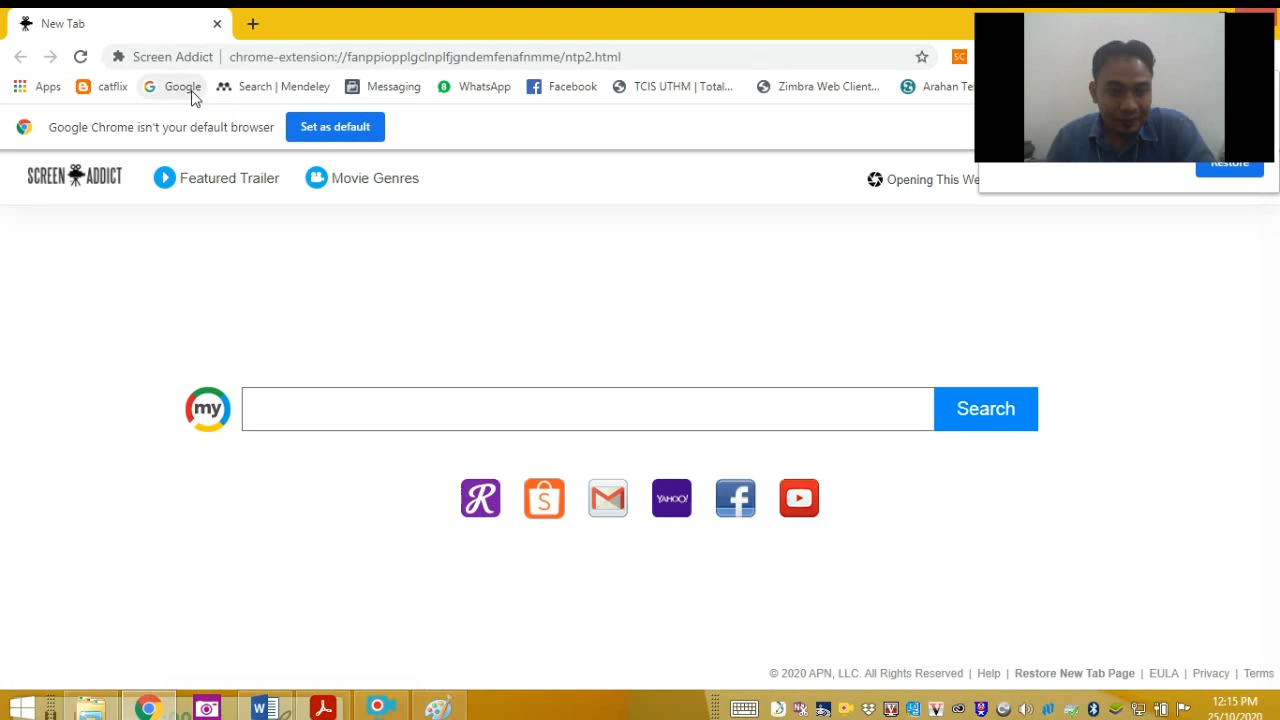 New Tab
Screen Addict chrome-extension://fanppiopplgclnplfjgndemfenafnmme/ntp2.html
Apps catflix Google Search | Mendeley Messaging WhatsApp Facebook TCIS UTHM | Total... Zimbra Web Client... Arahan Te
Google Chrome isn't your default browser Set as default
Restore
SCREEN ADDICT Featured Trailer Movie Genres Opening This We
my Search
R S YAHOO! f
© 2020 APN, LLC. All Rights Reserved | Help | Restore New Tab Page | EULA | Privacy | Terms
12:15 PM
25/10/2020